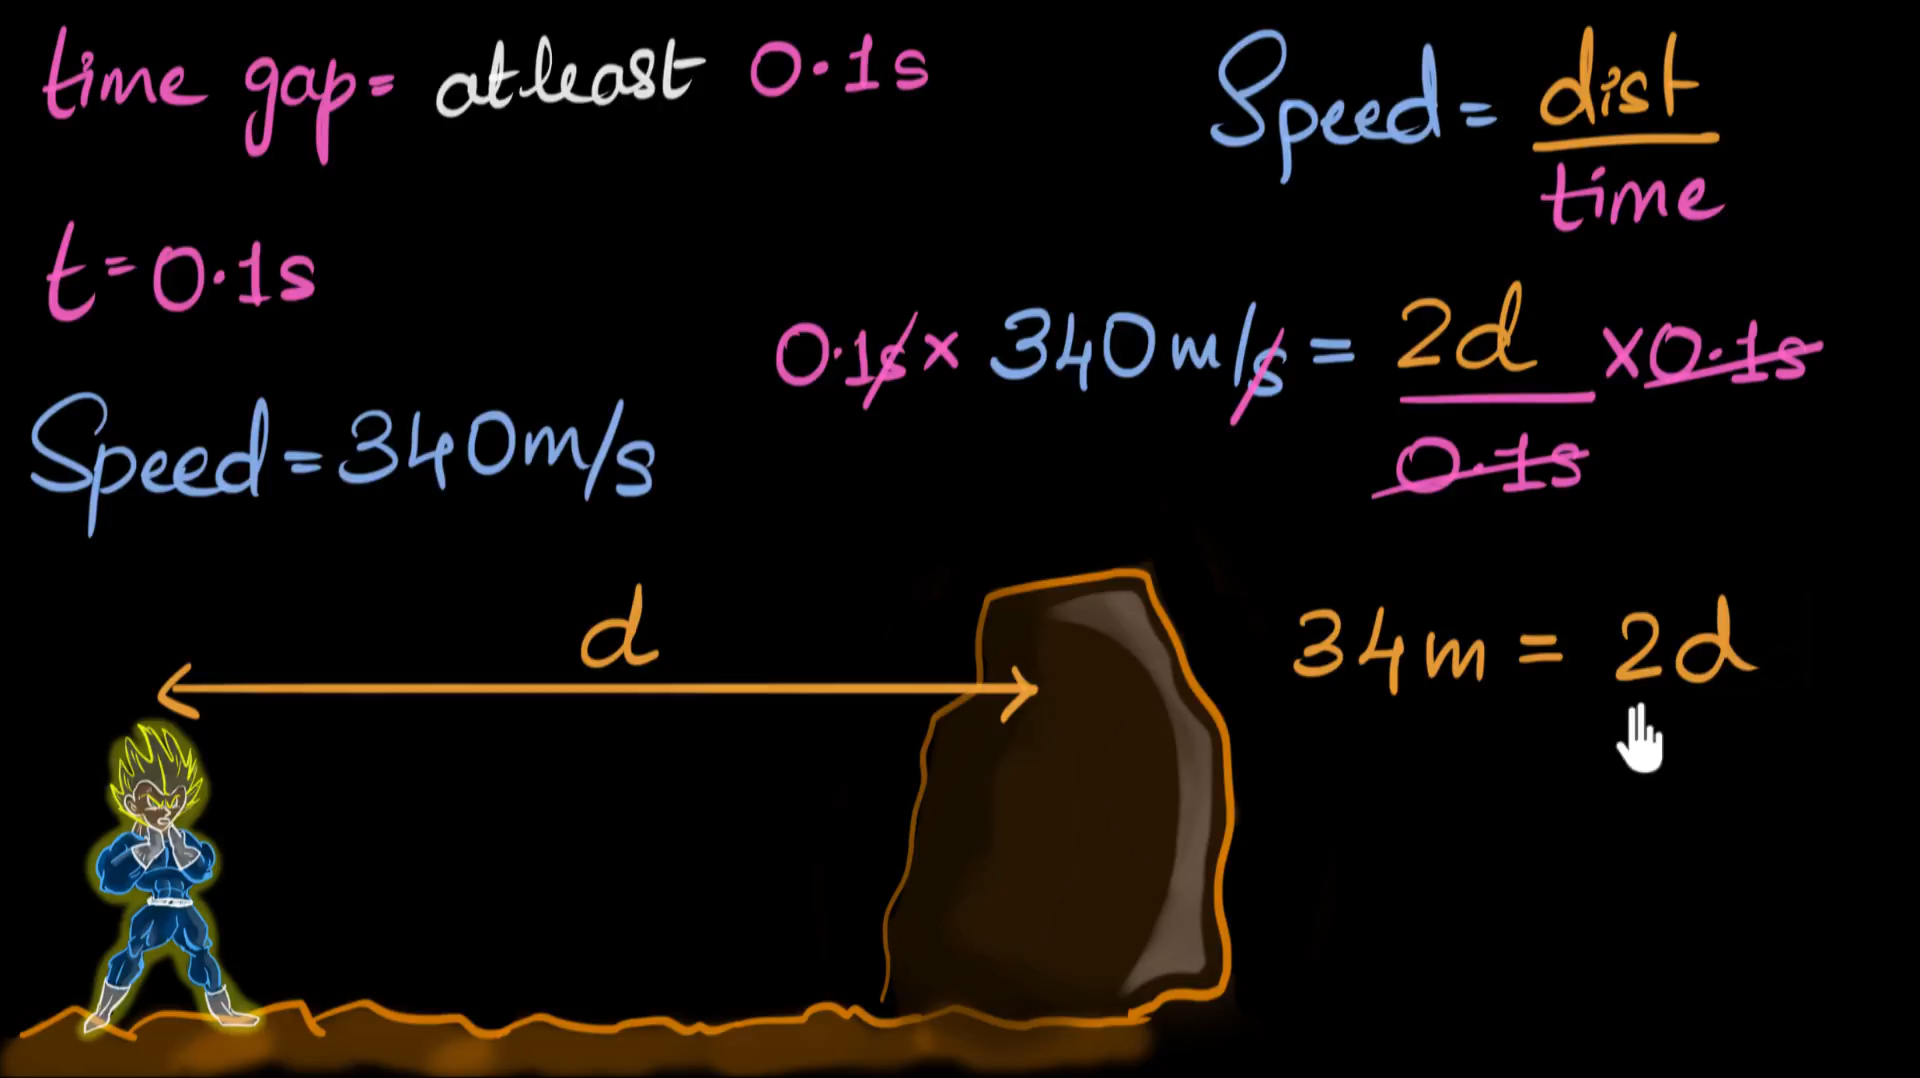 time gap= atleast 0.1s
Speed = dist
time
t=0.1s
0.1s × 340m/s = 2d × 0.1s
0.1s
Speed=340m/s
d
34m = 2d